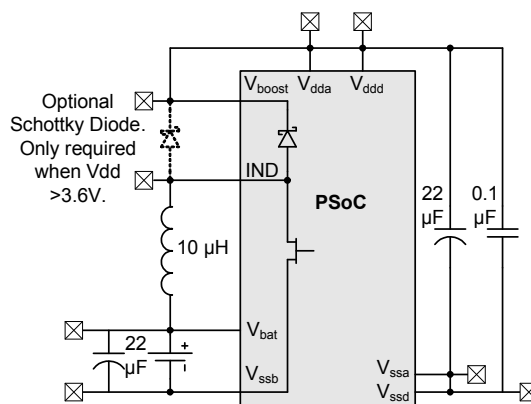 Vboost
Vdda
Vddd
Optional
Schottky Diode.
Only required
when Vdd
>3.6V.
IND
PSoC
22
µF
0.1
µF
10 µH
Vbat
22
µF
+
Vssb
Vssa
Vssd